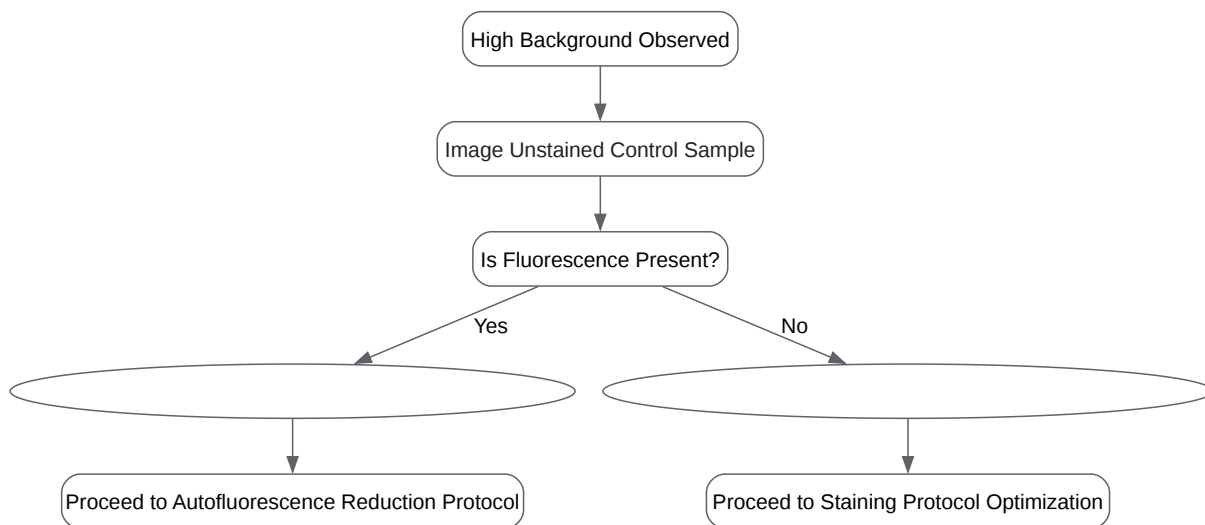 High Background Observed
Image Unstained Control Sample
Is Fluorescence Present?
Yes
No
Proceed to Autofluorescence Reduction Protocol
Proceed to Staining Protocol Optimization